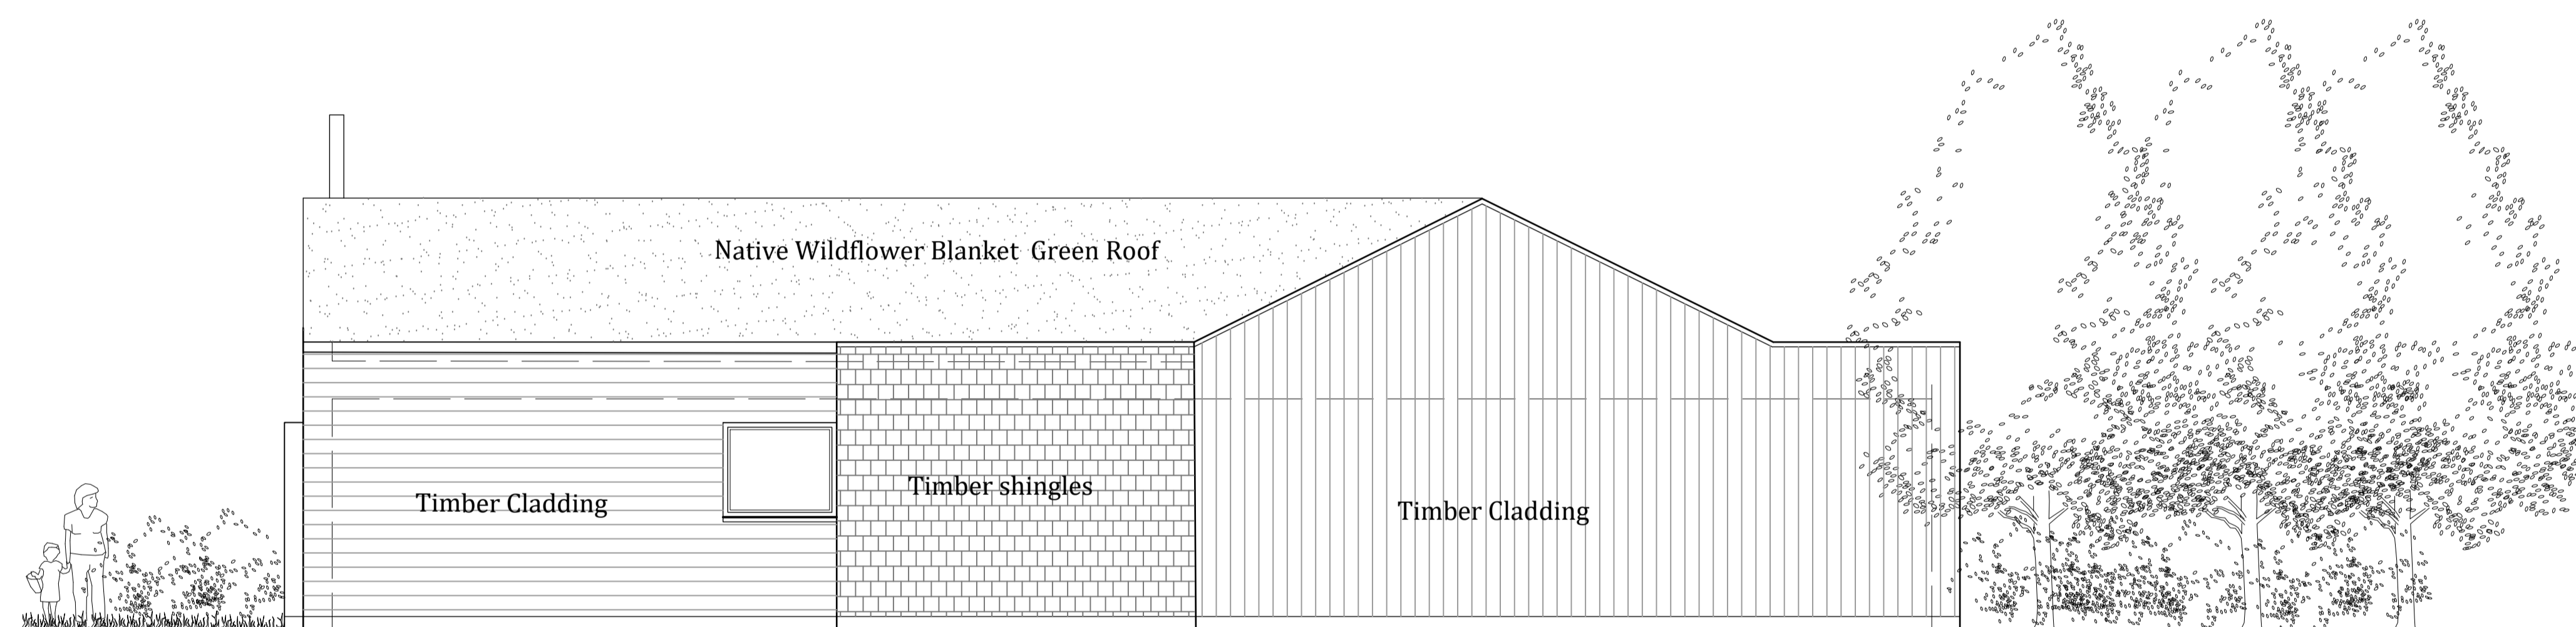 Native Wildflower Blanket  Green Roof
Timber Cladding
Timber shingles
Timber Cladding